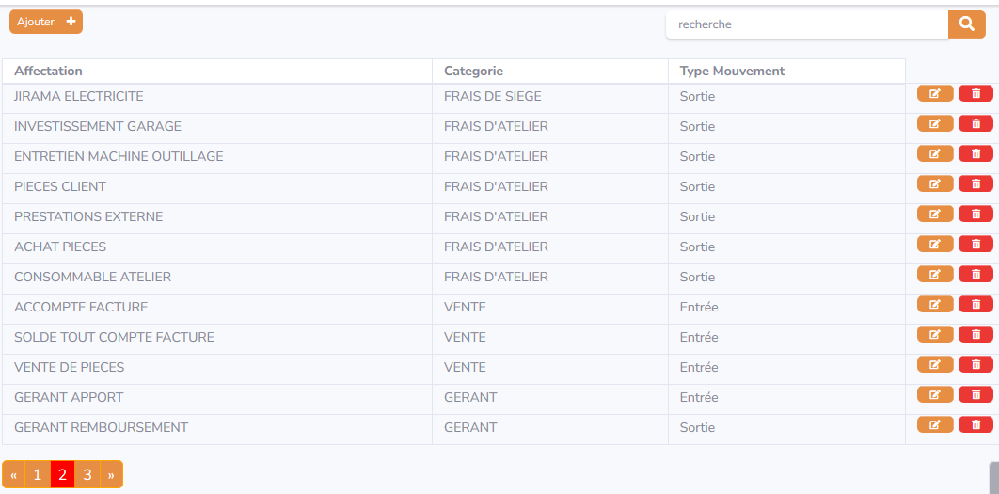 Ajouter +
recherche
Affectation Categorie Type Mouvement
JIRAMA ELECTRICITE FRAIS DE SIEGE Sortie
INVESTISSEMENT GARAGE FRAIS D'ATELIER Sortie
ENTRETIEN MACHINE OUTILLAGE FRAIS D'ATELIER Sortie
PIECES CLIENT FRAIS D'ATELIER Sortie
PRESTATIONS EXTERNE FRAIS D'ATELIER Sortie
ACHAT PIECES FRAIS D'ATELIER Sortie
CONSOMMABLE ATELIER FRAIS D'ATELIER Sortie
ACCOMPTE FACTURE VENTE Entrée
SOLDE TOUT COMPTE FACTURE VENTE Entrée
VENTE DE PIECES VENTE Entrée
GERANT APPORT GERANT Entrée
GERANT REMBOURSEMENT GERANT Sortie
« 1 2 3 »